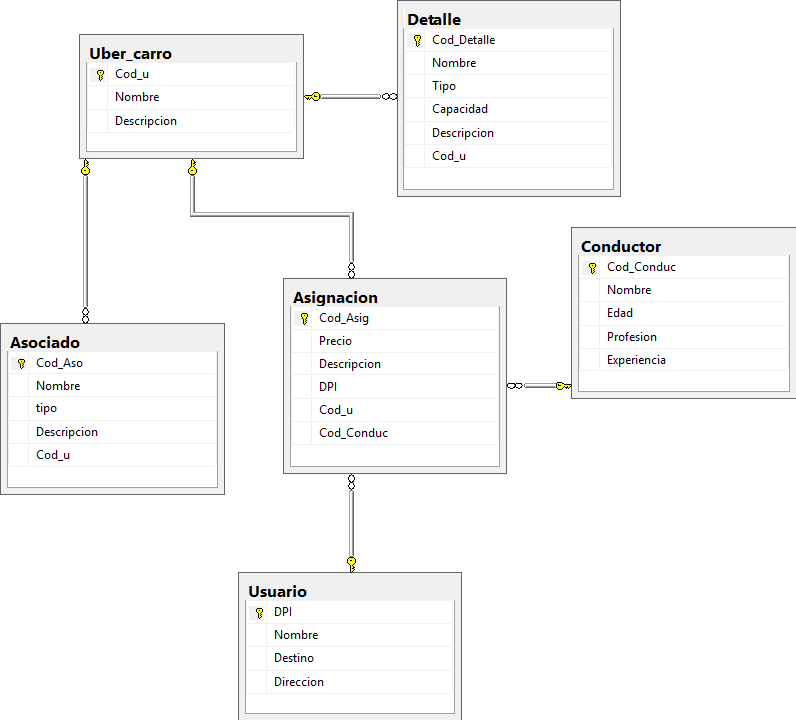 Uber_carro
Cod_u
Nombre
Descripcion
Detalle
Cod_Detalle
Nombre
Tipo
Capacidad
Descripcion
Cod_u
Conductor
Cod_Conduc
Nombre
Edad
Profesion
Experiencia
Asignacion
Cod_Asig
Precio
Descripcion
DPI
Cod_u
Cod_Conduc
Asociado
Cod_Aso
Nombre
tipo
Descripcion
Cod_u
Usuario
DPI
Nombre
Destino
Direccion